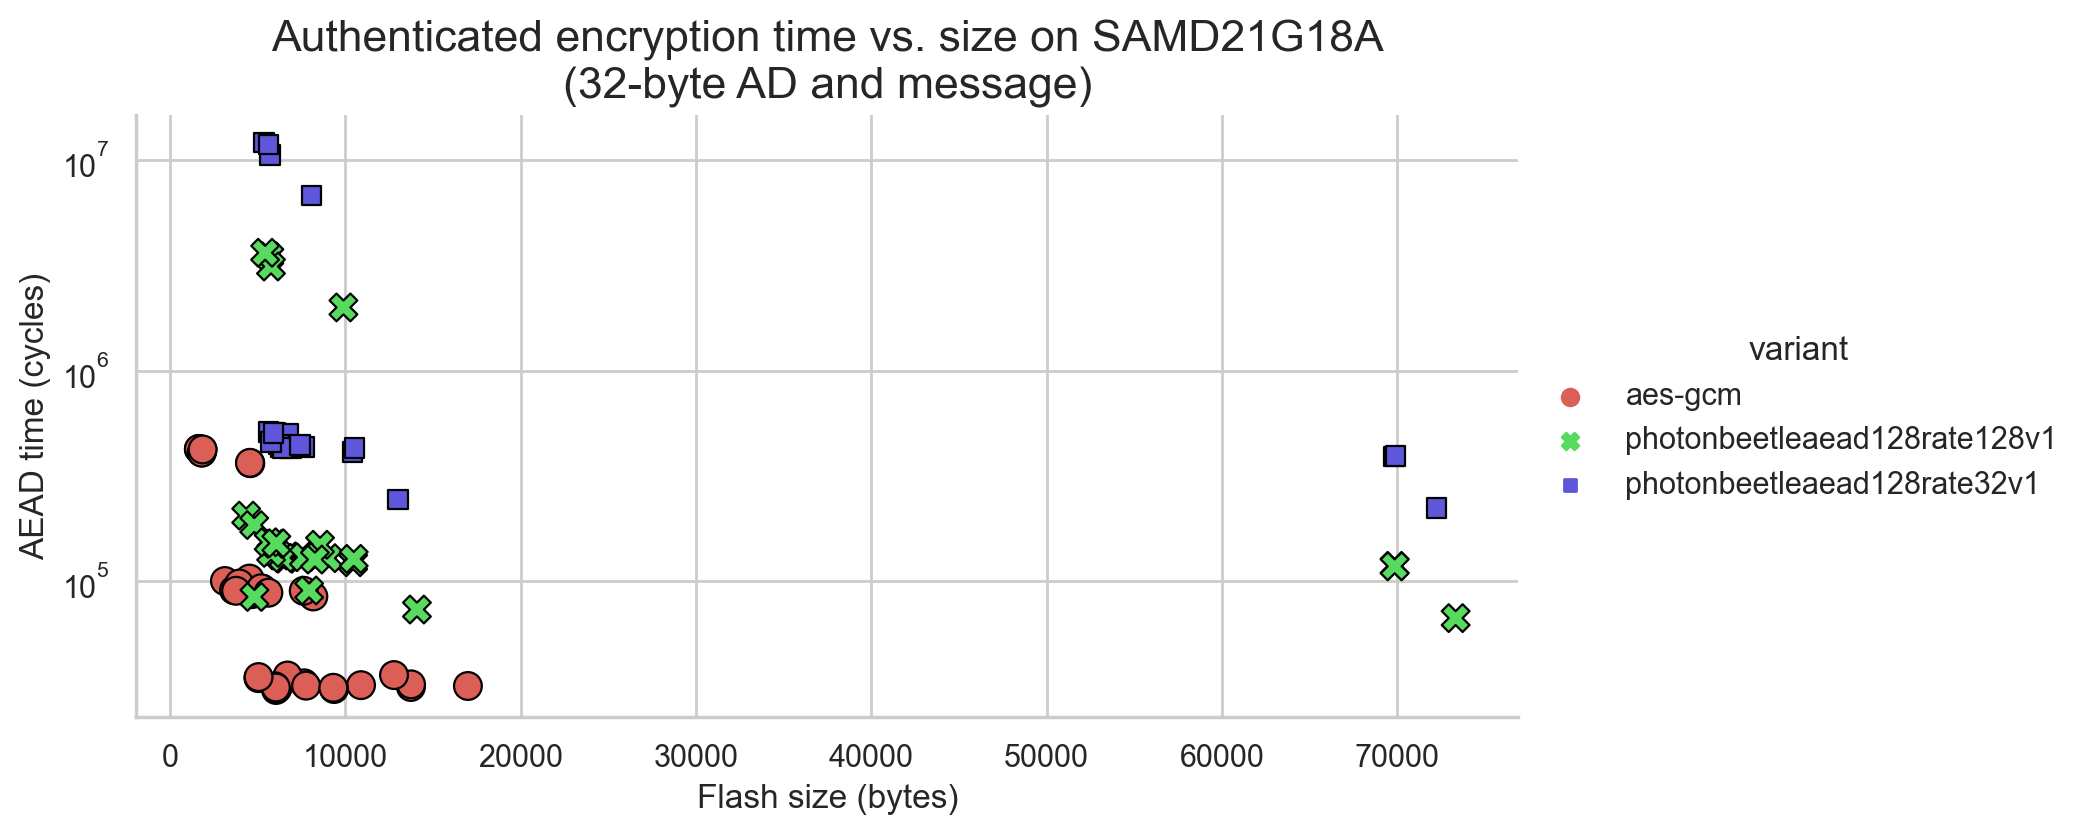 Authenticated encryption time vs. size on SAMD21G18A
(32-byte AD and message)
AEAD time (cycles)
10^7
10^6
10^5
0 10000 20000 30000 40000 50000 60000 70000
Flash size (bytes)
variant
aes-gcm
photonbeetleaead128rate128v1
photonbeetleaead128rate32v1